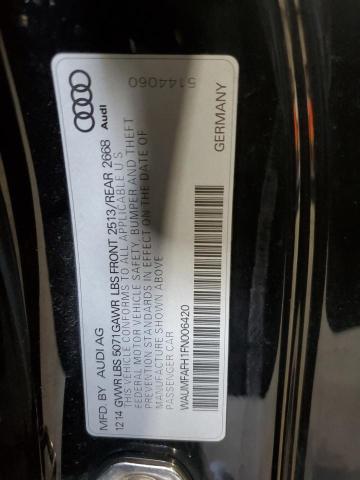 Audi
5144060
GERMANY
MFD. BY AUDI AG
12 14 GVWR LBS 5071 GAWR LBS FRONT 2513/REAR 2668
THIS VEHICLE CONFORMS TO ALL APPLICABLE U S
FEDERAL MOTOR VEHICLE SAFETY, BUMPER AND THEFT
PREVENTION STANDARDS IN EFFECT ON THE DATE OF
MANUFACTURE SHOWN ABOVE.
PASSENGER CAR
WAUMFAFH1FN006420